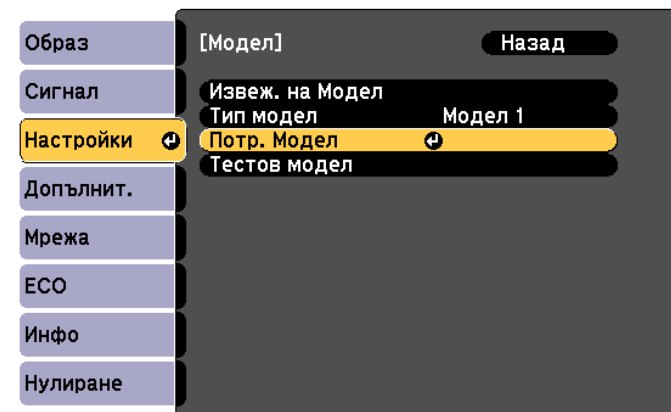 Образ
Сигнал
Настройки
Допълнит.
Мрежа
ECO
Инфо
Нулиране
[Модел] Назад
Извеж. на Модел
Тип модел Модел 1
Потр. Модел
Тестов модел